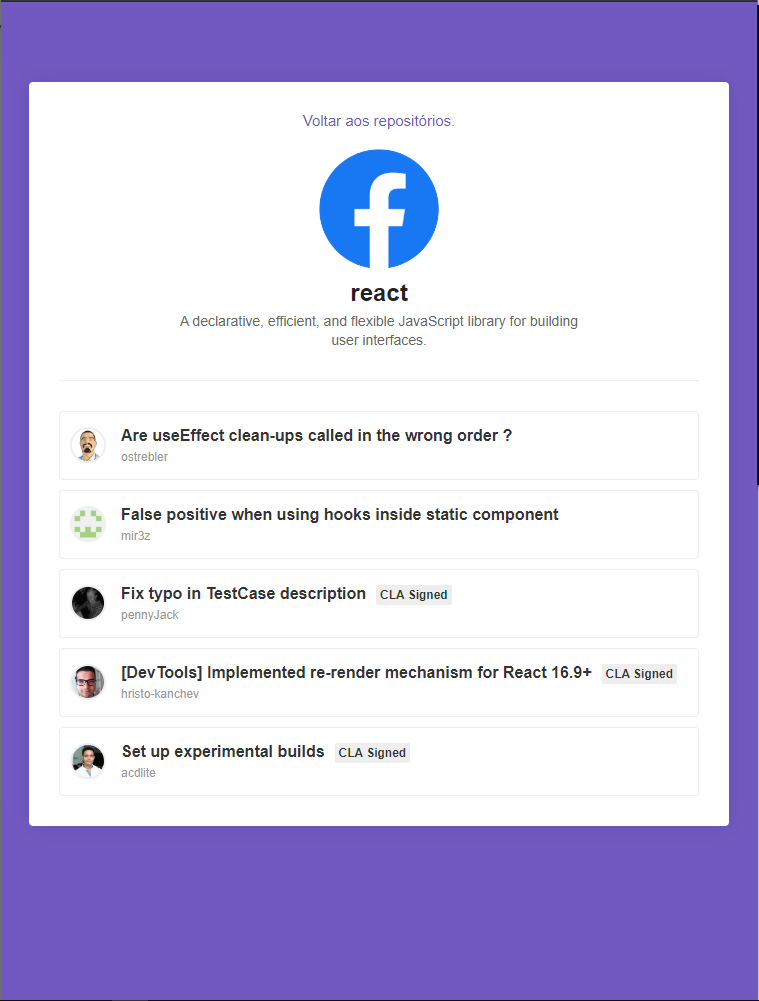 Voltar aos repositórios.
react
A declarative, efficient, and flexible JavaScript library for building
user interfaces.
Are useEffect clean-ups called in the wrong order ?
ostrebler
False positive when using hooks inside static component
mir3z
Fix typo in TestCase description CLA Signed
pennyJack
[DevTools] Implemented re-render mechanism for React 16.9+ CLA Signed
hristo-kanchev
Set up experimental builds CLA Signed
acdlite